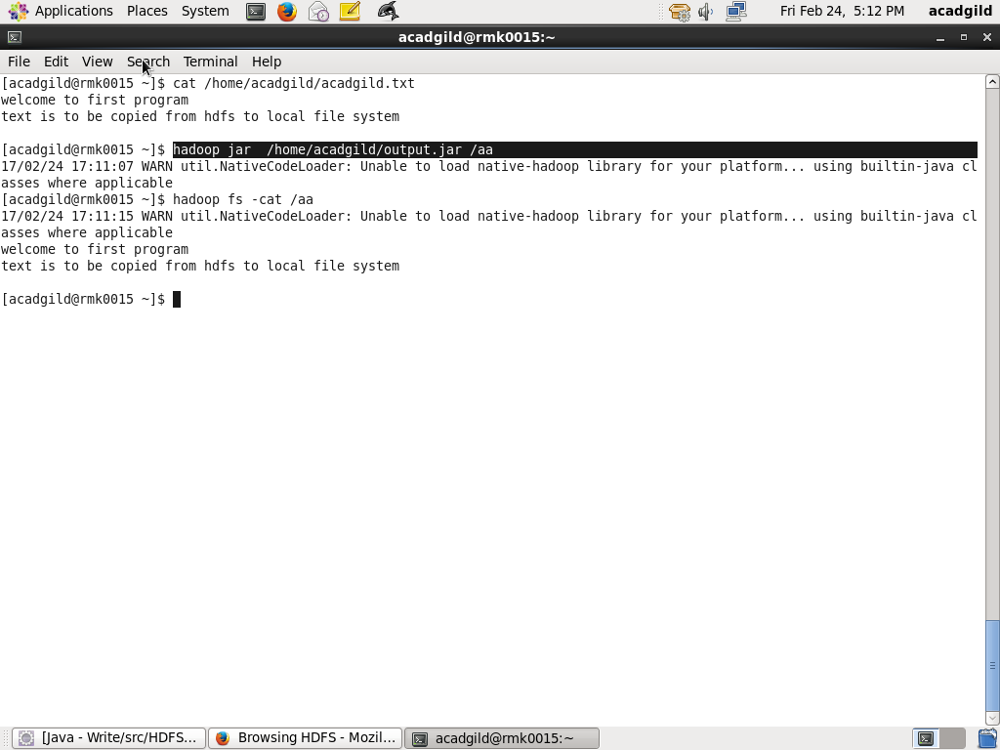 Applications Places System Fri Feb 24, 5:12 PM acadgild
acadgild@rmk0015:~
File Edit View Search Terminal Help
[acadgild@rmk0015 ~]$ cat /home/acadgild/acadgild.txt
welcome to first program
text is to be copied from hdfs to local file system
[acadgild@rmk0015 ~]$ hadoop jar  /home/acadgild/output.jar /aa
17/02/24 17:11:07 WARN util.NativeCodeLoader: Unable to load native-hadoop library for your platform... using builtin-java cl
asses where applicable
[acadgild@rmk0015 ~]$ hadoop fs -cat /aa
17/02/24 17:11:15 WARN util.NativeCodeLoader: Unable to load native-hadoop library for your platform... using builtin-java cl
asses where applicable
welcome to first program
text is to be copied from hdfs to local file system
[acadgild@rmk0015 ~]$
[Java - Write/src/HDFS... Browsing HDFS - Mozil... acadgild@rmk0015:~